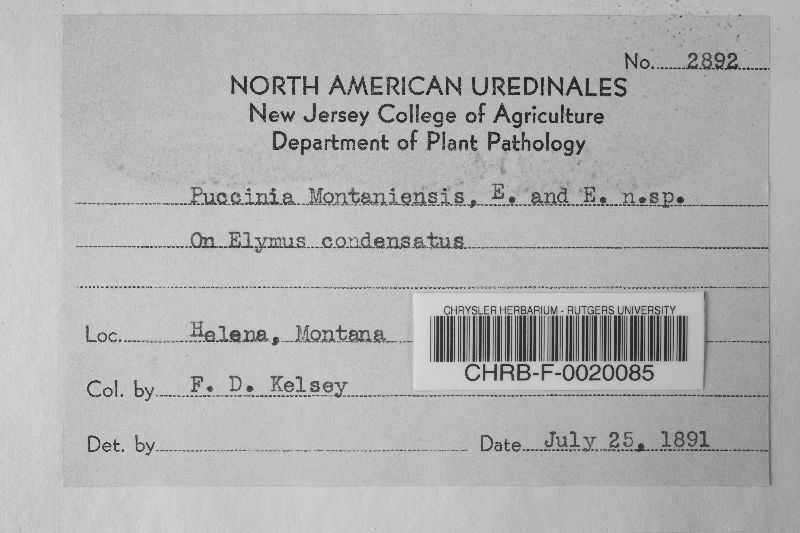 No. 2892
NORTH AMERICAN UREDINALES
New Jersey College of Agriculture
Department of Plant Pathology
Puccinia Montaniensis, E. and E. n.sp.
On Elymus condensatus
Loc. Helena, Montana
CHRYSLER HERBARIUM - RUTGERS UNIVERSITY
CHRB-F-0020085
Col. by F. D. Kelsey
Det. by
Date July 25, 1891